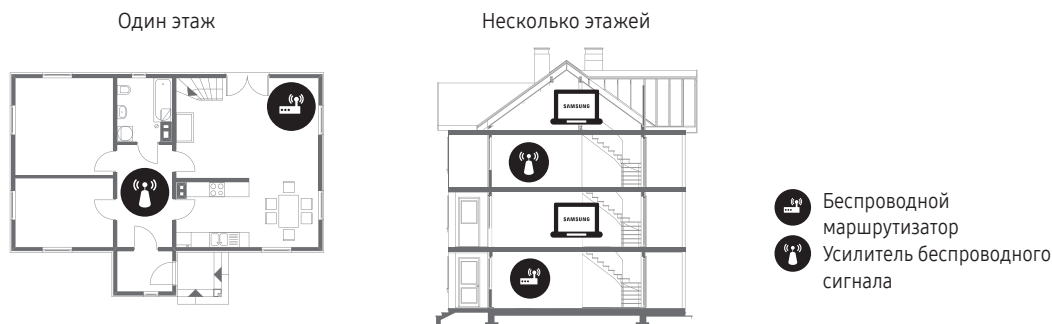 Один этаж
Несколько этажей
SAMSUNG
SAMSUNG
Беспроводной
маршрутизатор
Усилитель беспроводного
сигнала